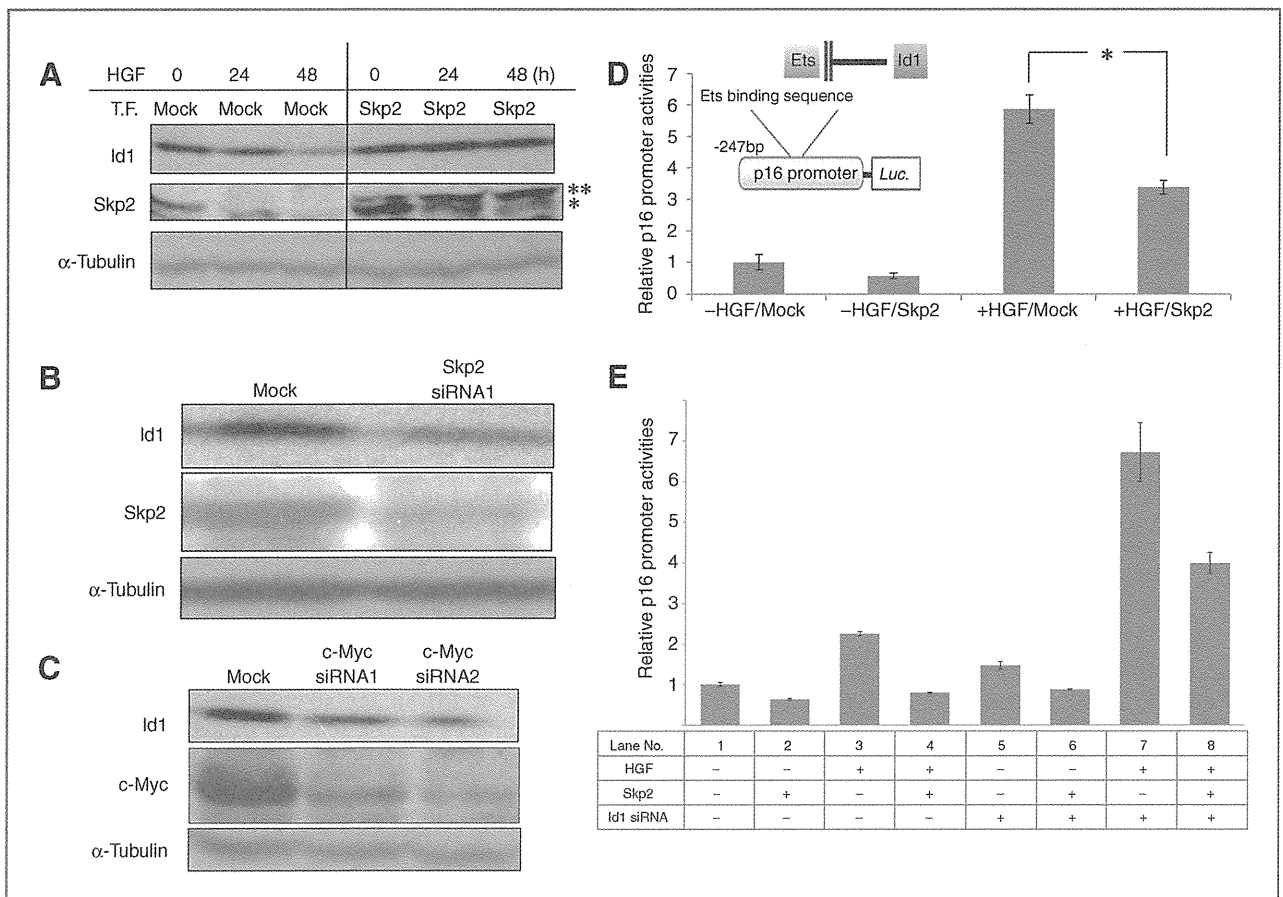 A
HGF 0 24 48 0 24 48 (h)
T.F. Mock Mock Mock Skp2 Skp2 Skp2
Id1
Skp2
**
*
α-Tubulin
B
Mock
Skp2
siRNA1
Id1
Skp2
α-Tubulin
C
Mock
c-Myc
siRNA1
c-Myc
siRNA2
Id1
c-Myc
α-Tubulin
D
Relative p16 promoter activities
7
6
5
4
3
2
1
0
Ets
Id1
Ets binding sequence
-247bp
p16 promoter
Luc.
*
–HGF/Mock –HGF/Skp2 +HGF/Mock +HGF/Skp2
E
Relative p16 promoter activities
7
6
5
4
3
2
1
Lane No. 1 2 3 4 5 6 7 8
HGF – – + + – – + +
Skp2 – + – + – + – +
Id1 siRNA – – – – + + + +